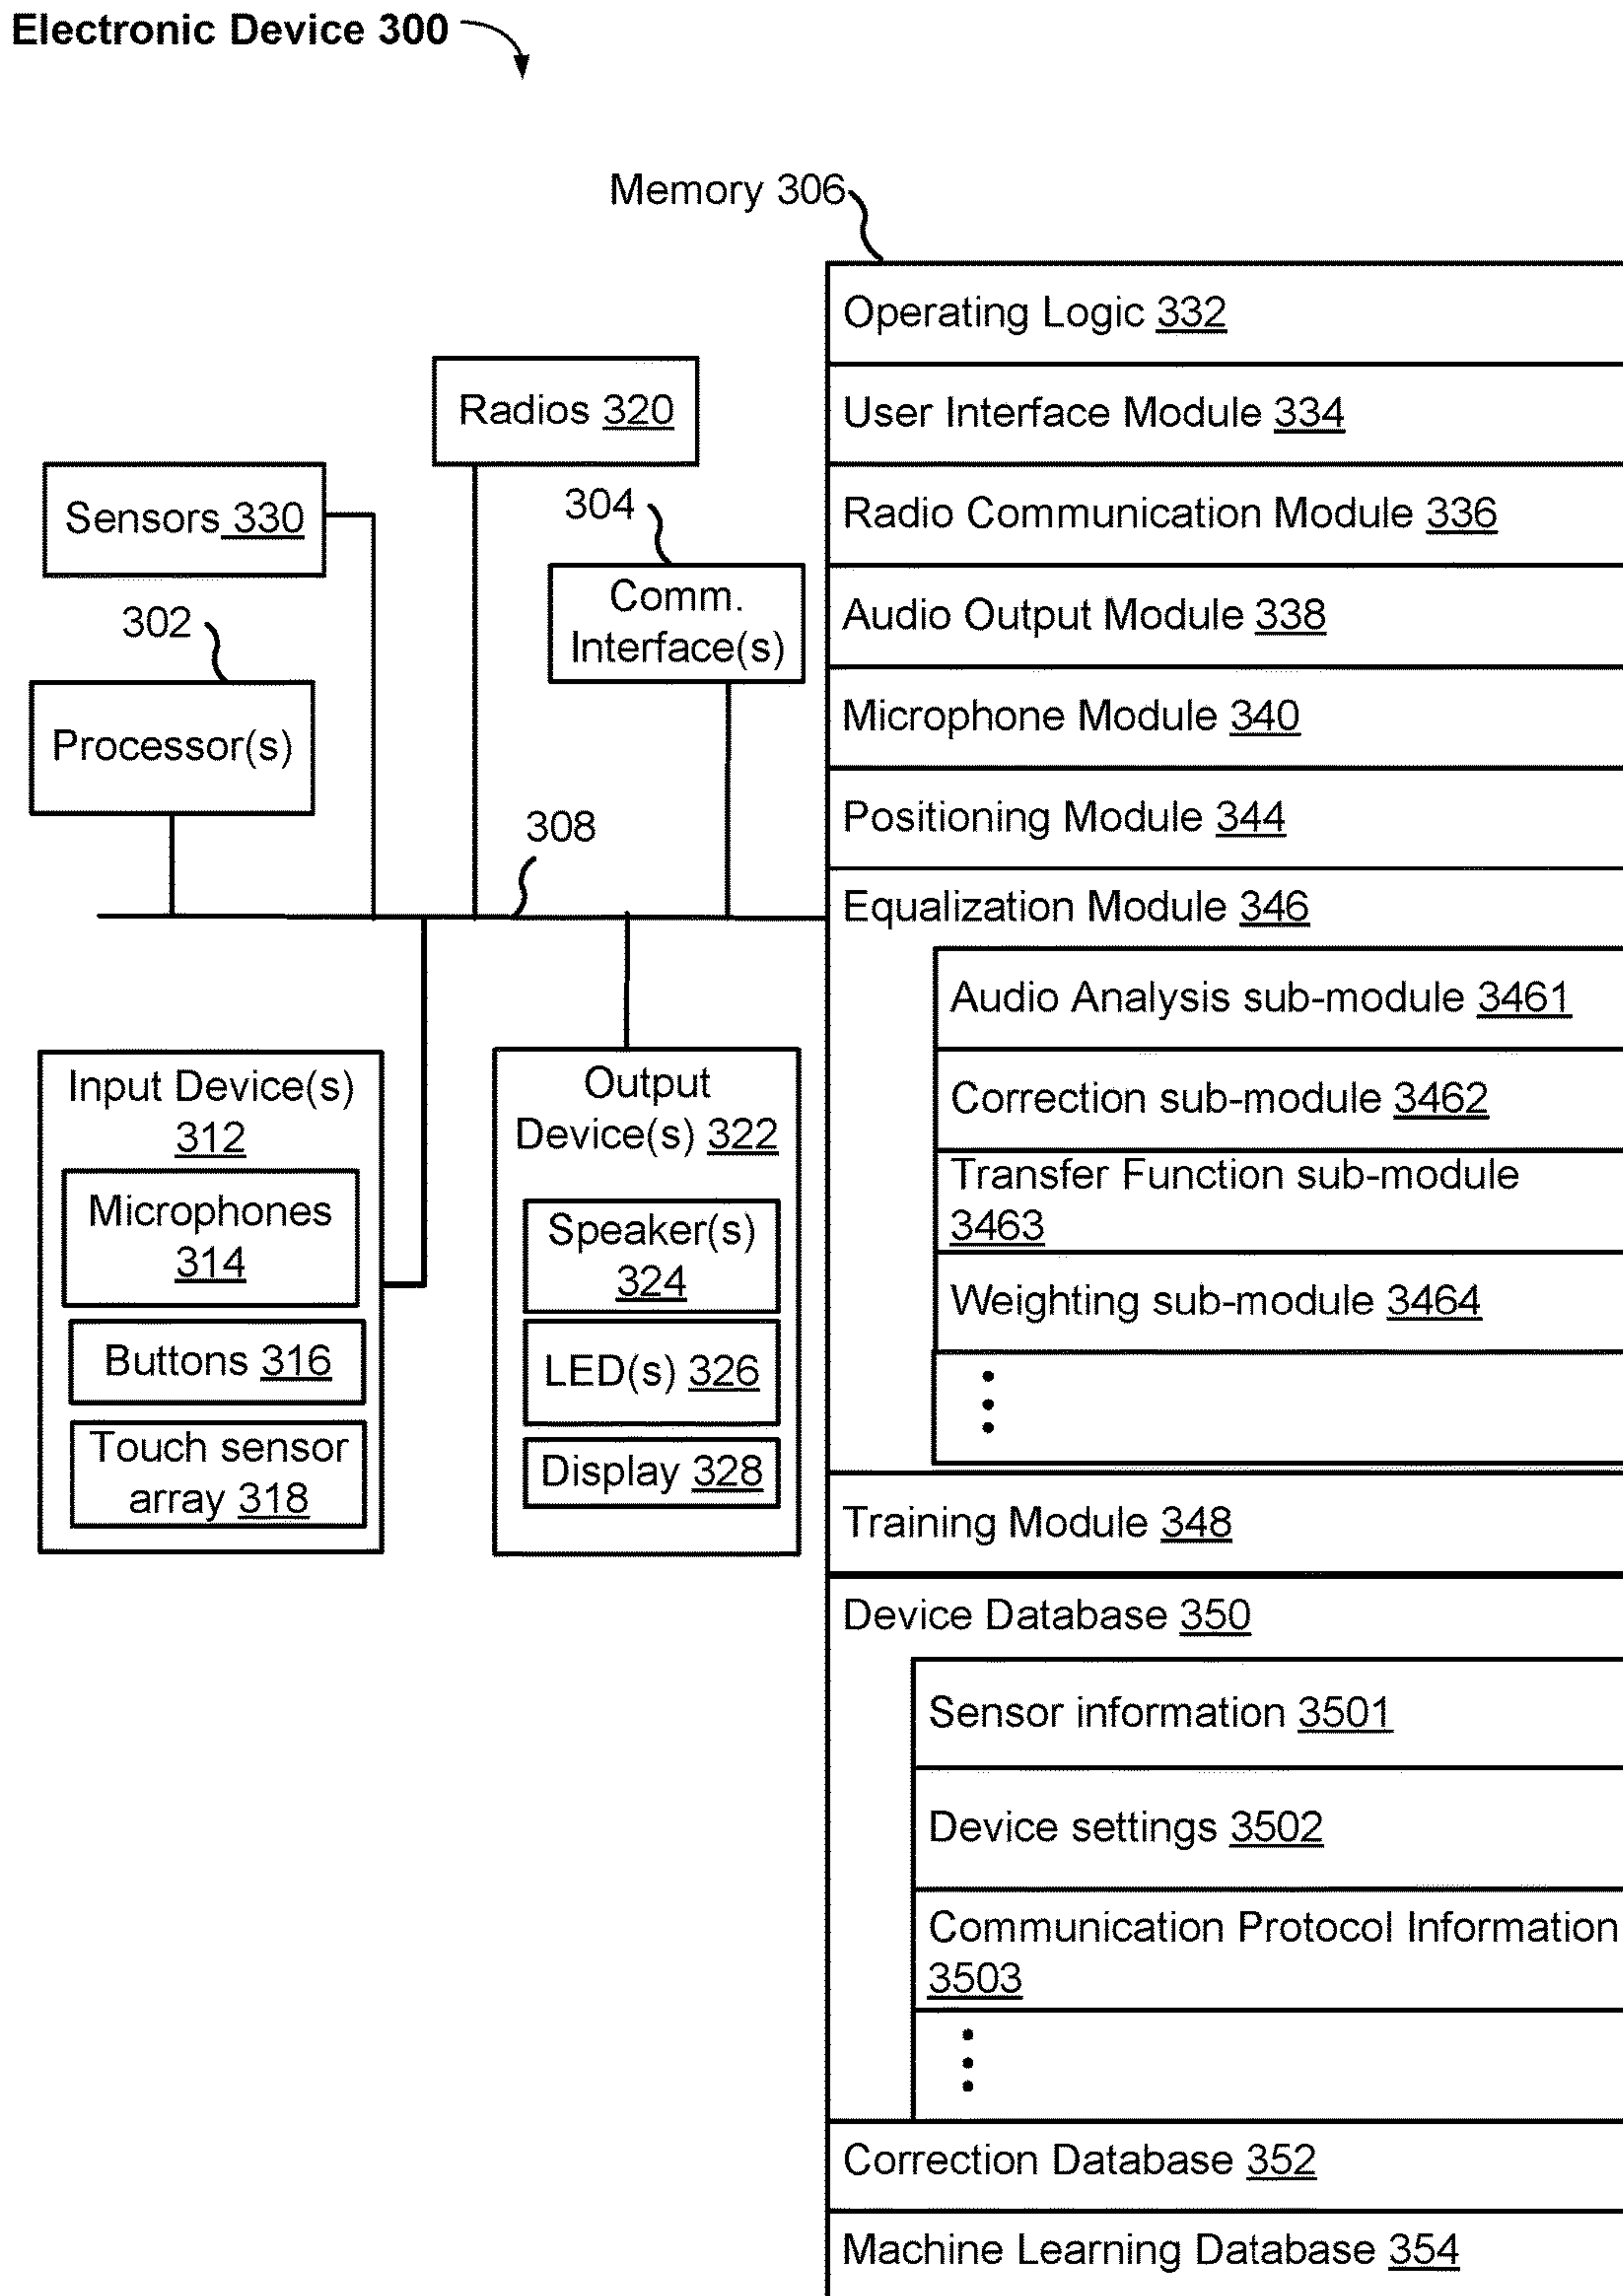 Electronic Device 300
Memory 306
Operating Logic 332
User Interface Module 334
Radio Communication Module 336
Audio Output Module 338
Microphone Module 340
Positioning Module 344
Equalization Module 346
Audio Analysis sub-module 3461
Correction sub-module 3462
Transfer Function sub-module
3463
Weighting sub-module 3464
Training Module 348
Device Database 350
Sensor information 3501
Device settings 3502
Communication Protocol Information
3503
Correction Database 352
Machine Learning Database 354
Radios 320
Sensors 330
304
Comm.
Interface(s)
302
Processor(s)
308
Input Device(s)
312
Microphones
314
Buttons 316
Touch sensor
array 318
Output
Device(s) 322
Speaker(s)
324
LED(s) 326
Display 328